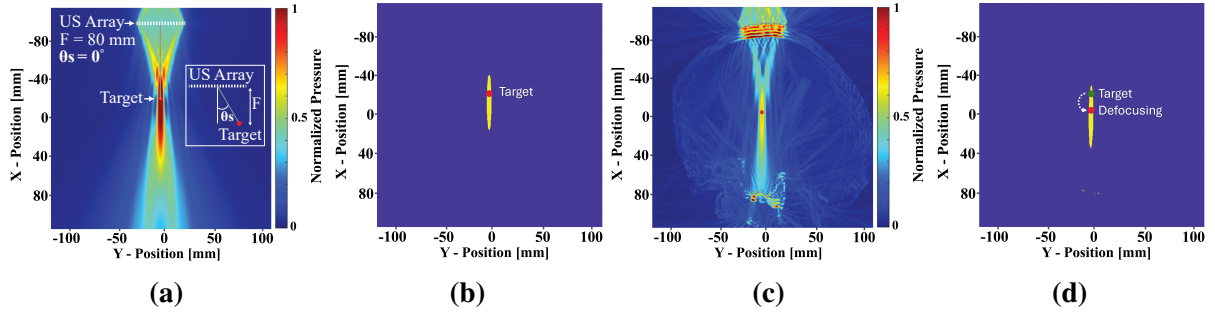 US Array
F = 80 mm
θs = 0°
Target
US Array
F
θs
Target
-80
-40
0
40
80
X - Position [mm]
-100
-50
0
50
100
Y - Position [mm]
1
0.5
0
Normalized Pressure
(a)
Target
-80
-40
0
40
80
X - Position [mm]
-100
-50
0
50
100
Y - Position [mm]
(b)
-80
-40
0
40
80
X - Position [mm]
-100
-50
0
50
100
Y - Position [mm]
1
0.5
0
Normalized Pressure
(c)
Target
Defocusing
-80
-40
0
40
80
X - Position [mm]
-100
-50
0
50
100
Y - Position [mm]
(d)